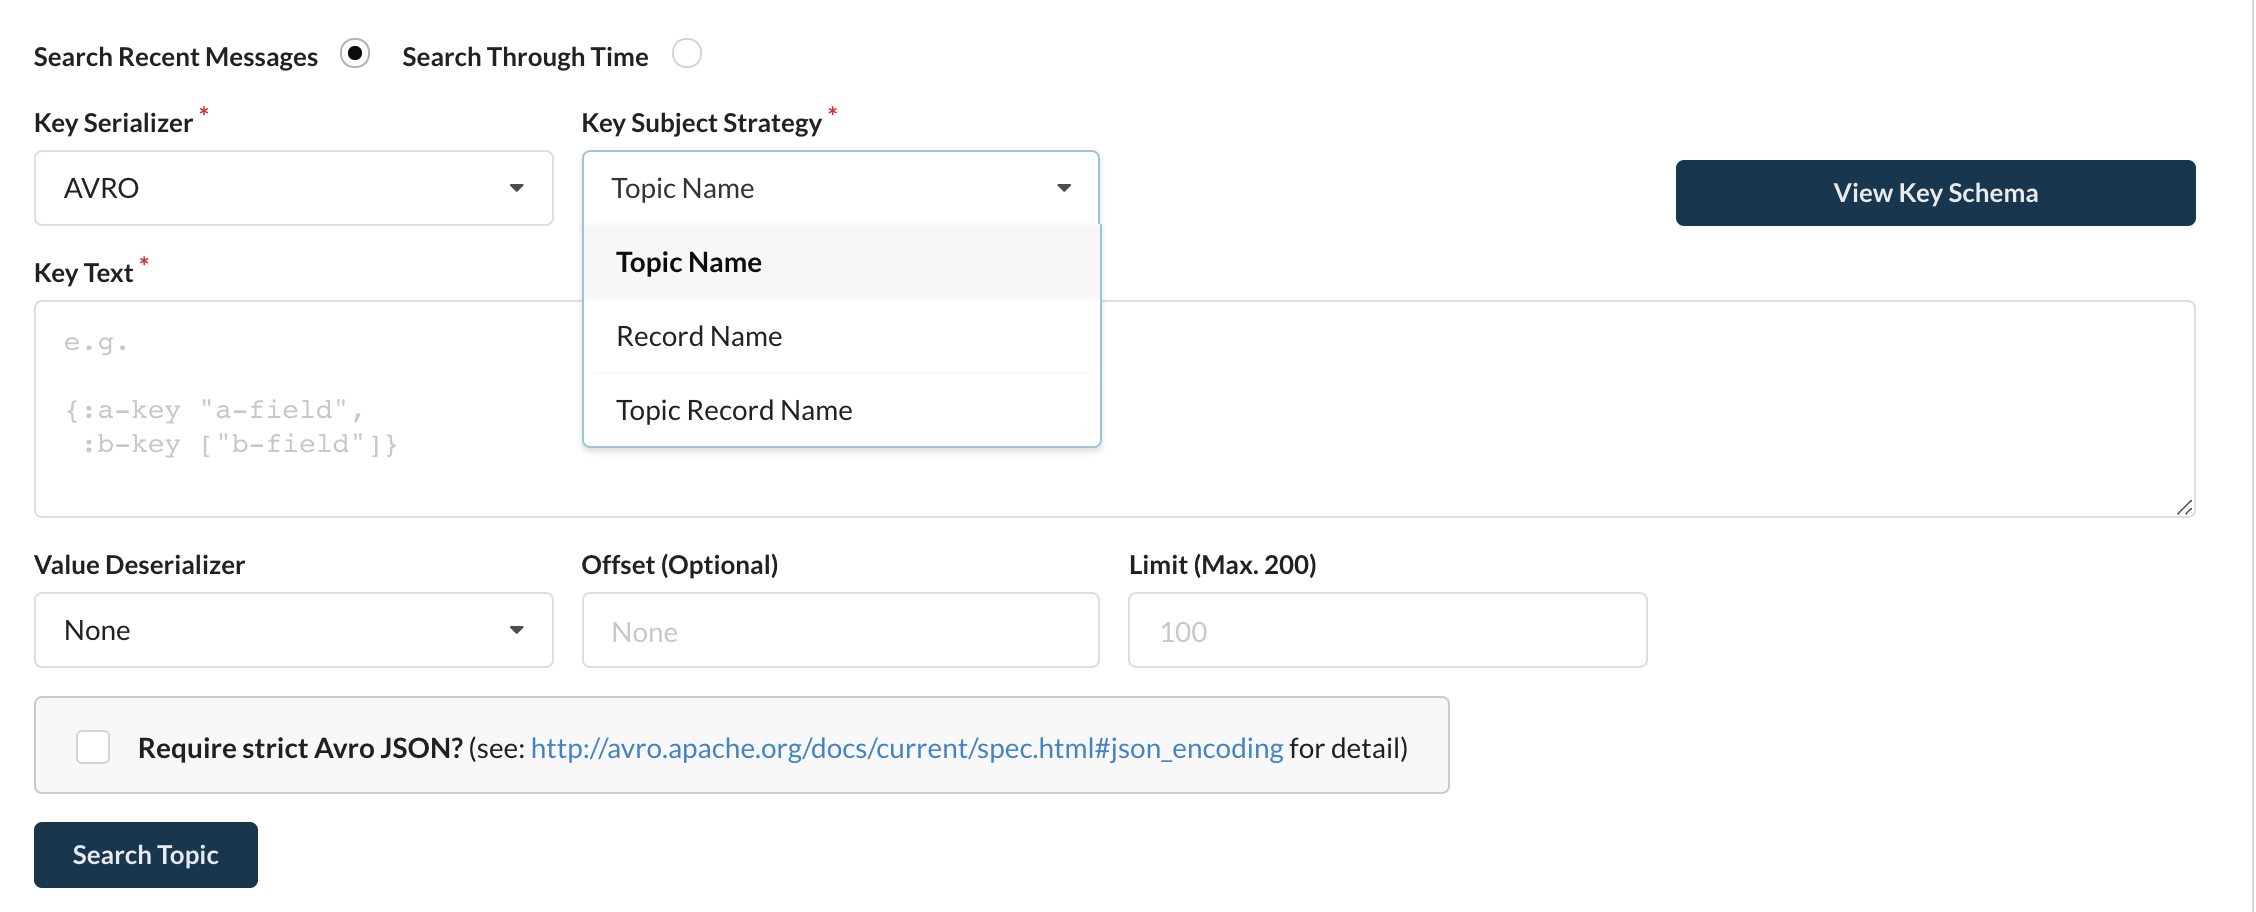 Search Recent Messages Search Through Time
Key Serializer * Key Subject Strategy *
AVRO Topic Name View Key Schema
Topic Name
Record Name
Topic Record Name
Key Text *
e.g.
{:a-key "a-field",
:b-key ["b-field"]}
Value Deserializer Offset (Optional) Limit (Max. 200)
None None 100
Require strict Avro JSON? (see: http://avro.apache.org/docs/current/spec.html#json_encoding for detail)
Search Topic